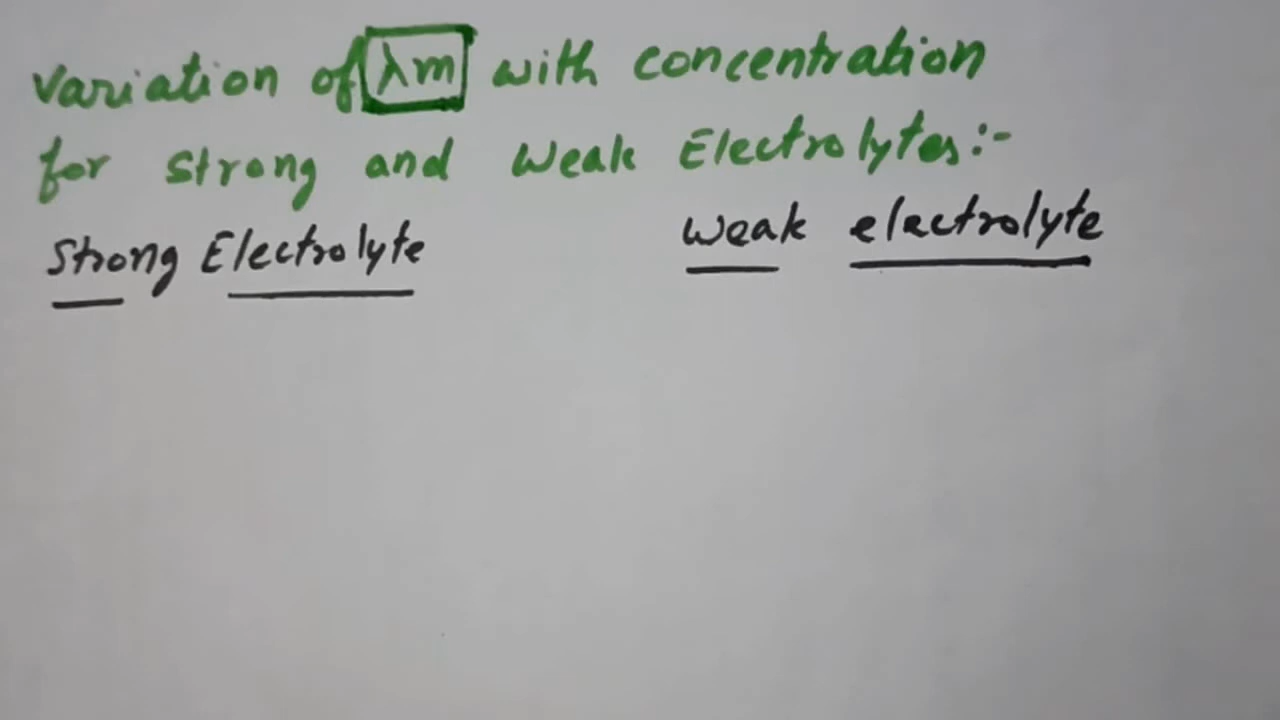 Variation of λm with concentration
for strong and weak Electrolytes:-
Strong Electrolyte
weak electrolyte